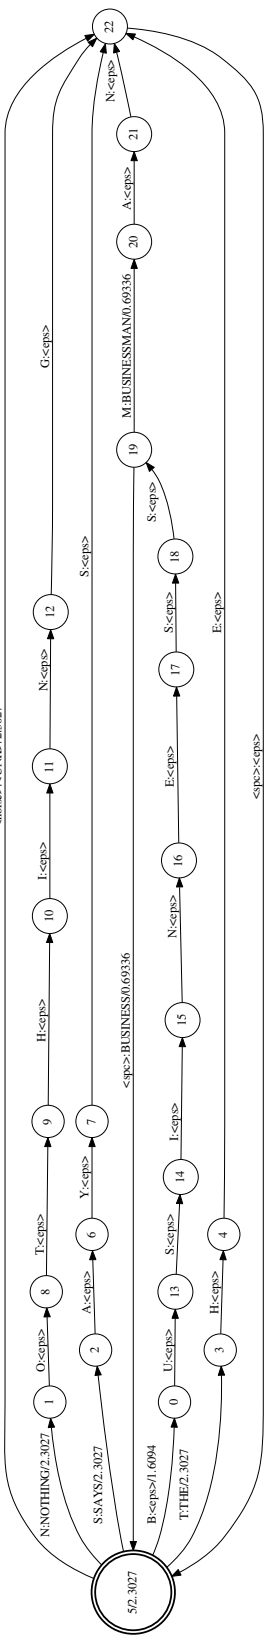 22
N:<eps>
21
A:<eps>
20
M:BUSINESSMAN/0.69336
19
G:<eps>
S:<eps>
S:<eps>
18
S:<eps>
17
E:<eps>
12
N:<eps>
11
I:<eps>
10
H:<eps>
9
T:<eps>
8
O:<eps>
1
N:NOTHING/2.3027
7
Y:<eps>
6
A:<eps>
2
S:SAYS/2.3027
<spc>:BUSINESS/0.69336
16
N:<eps>
15
I:<eps>
14
S:<eps>
13
U:<eps>
0
B:<eps>/1.6094
E:<eps>
4
H:<eps>
3
T:THE/2.3027
<spc>:<eps>
5/2.3027